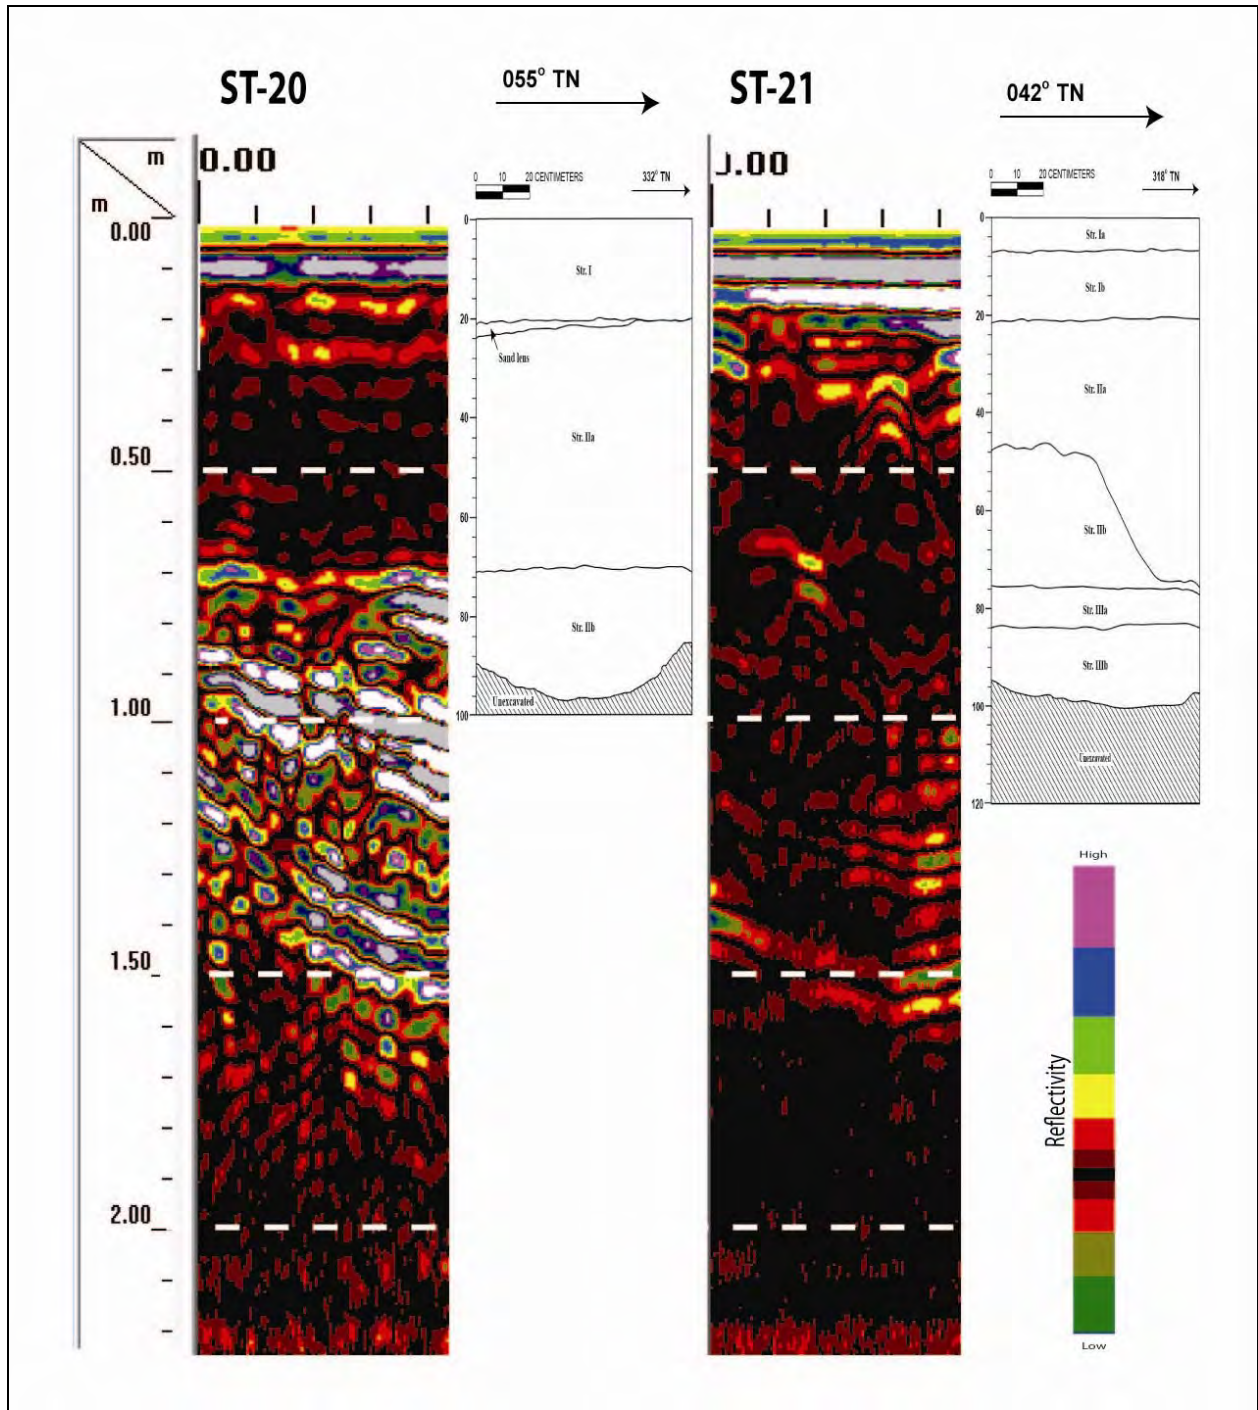 ST-20
055° TN
ST-21
042° TN
m
m
0.00
J.00
0 10 20 CENTIMETERS
332° TN
0 10 20 CENTIMETERS
318° TN
0.00
0.50
1.00
1.50
2.00
0
20
40
60
80
100
Str. I
Sand lens
Str. IIa
Str. IIb
Unexcavated
0
20
40
60
80
100
120
Str. Ia
Str. Ib
Str. IIa
Str. IIb
Str. IIIa
Str. IIIb
Unexcavated
High
Reflectivity
Low